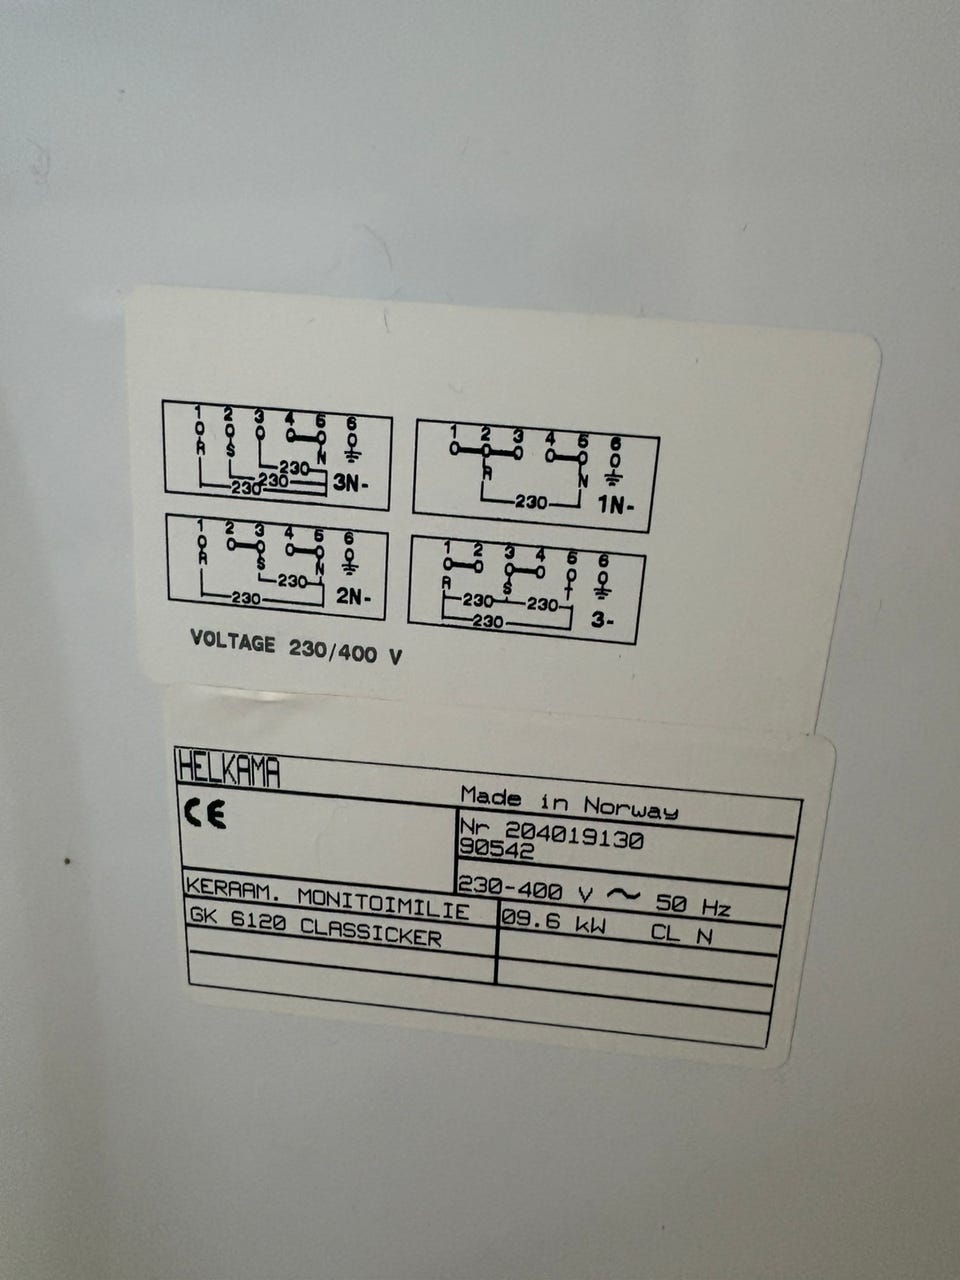 1 2 3 4 5 6
R S N
230
230
230 3N~
1 2 3 4 5 6
R N
230 1N~
1 2 3 4 5 6
R S N
230
230 2N~
1 2 3 4 5 6
R S T
230 230
230 3~
VOLTAGE 230/400 V
HELKAMA
Made in Norway
CE
Nr 204019130
90542
230-400 V ~ 50 Hz
KERAAM. MONITOIMILIE
09.6 kW CL N
GK 6120 CLASSICKER